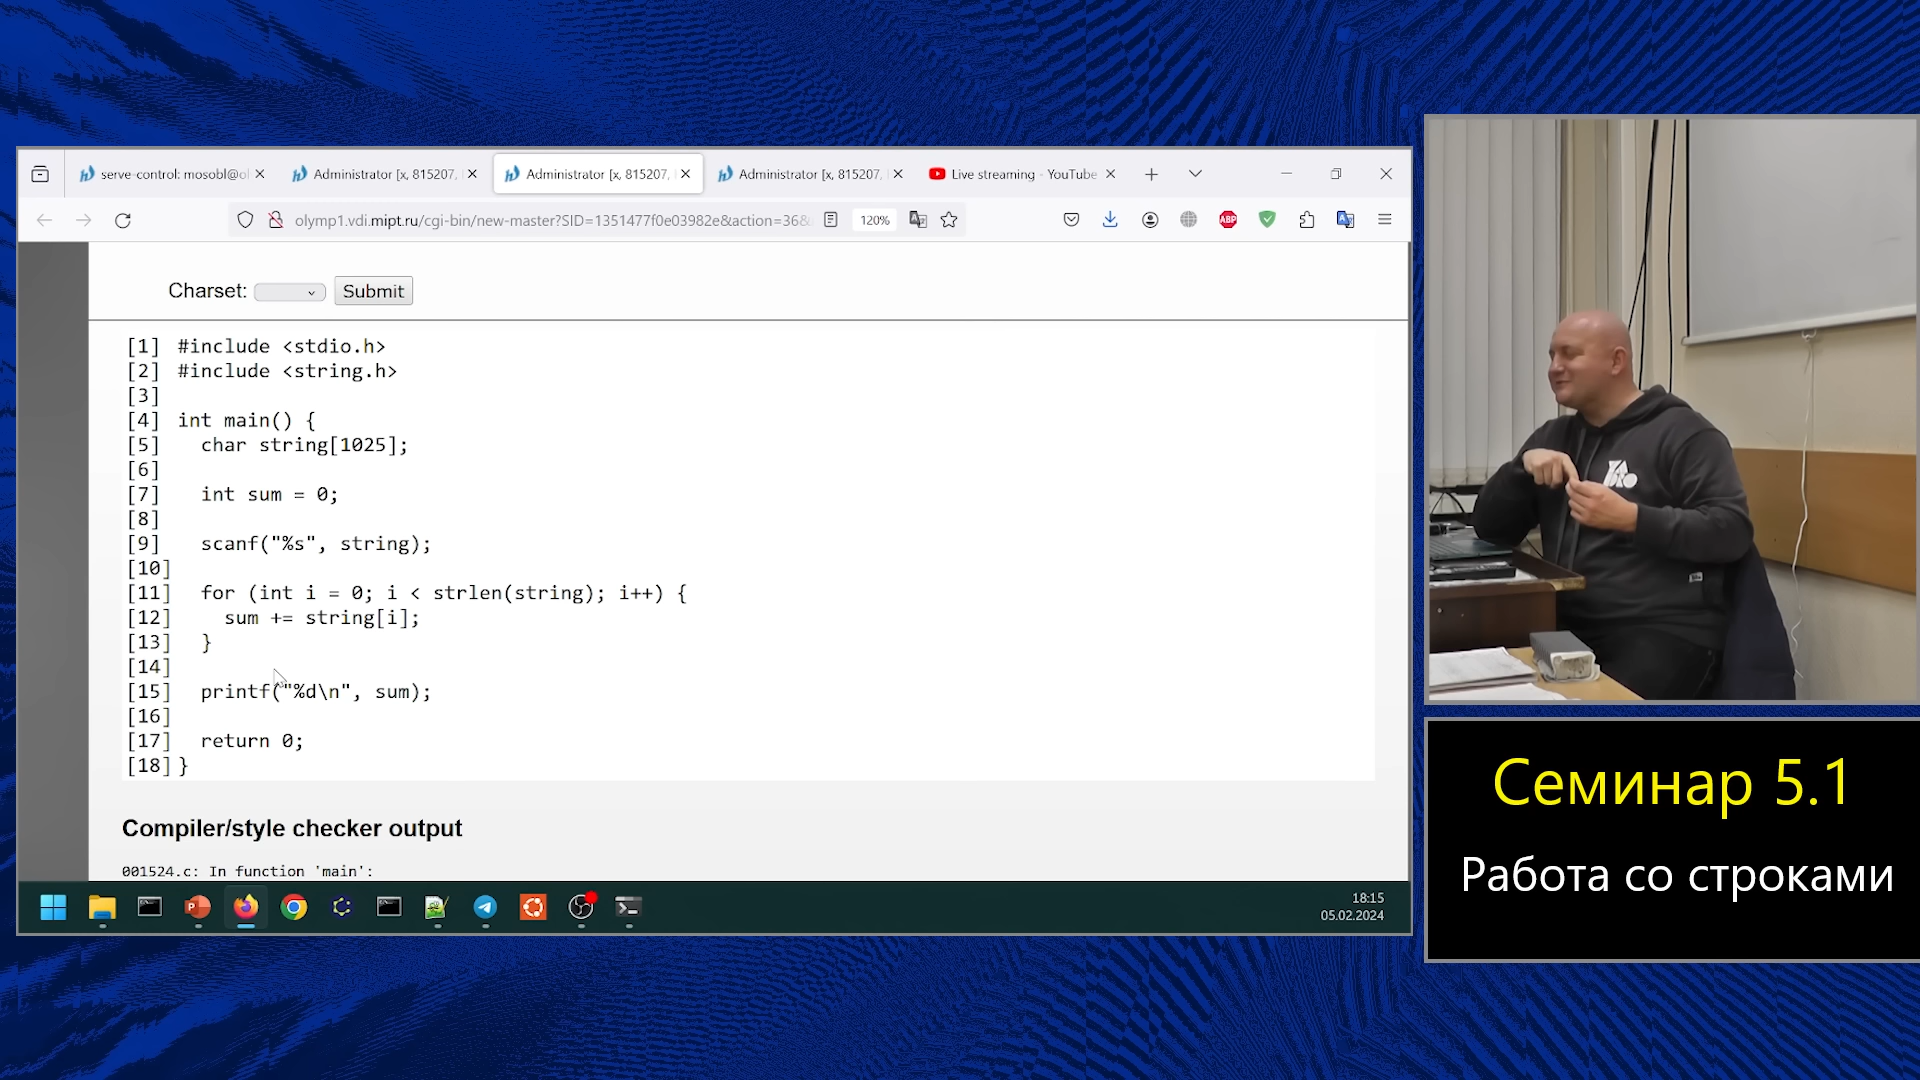 serve-control: mosobl@ol
Administrator [x, 815207,
Administrator [x, 815207,
Administrator [x, 815207,
Live streaming - YouTube
olymp1.vdi.mipt.ru/cgi-bin/new-master?SID=1351477f0e03982e&action=36&
120%
ABP
Charset:
Submit
[1] #include <stdio.h>
[2] #include <string.h>
[3]
[4] int main() {
[5] char string[1025];
[6]
[7] int sum = 0;
[8]
[9] scanf("%s", string);
[10]
[11] for (int i = 0; i < strlen(string); i++) {
[12] sum += string[i];
[13] }
[14]
[15] printf("%d\n", sum);
[16]
[17] return 0;
[18] }
Compiler/style checker output
001524.c: In function 'main':
18:15
05.02.2024
Семинар 5.1
Работа со строками